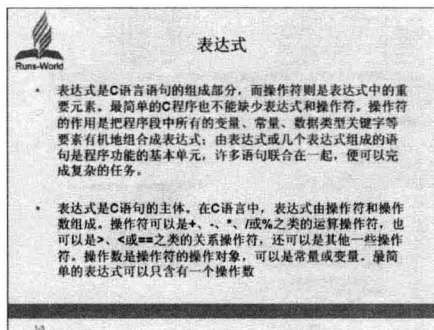 表达式
Runs-World
• 表达式是C语言语句的组成部分，而操作符则是表达式中的重
要元素。最简单的C程序也不能缺少表达式和操作符。操作符
的作用是把程序段中所有的变量、常量、数据类型关键字等
要素有机地组合成表达式；由表达式或几个表达式组成的语
句是程序功能的基本单元，许多语句联合在一起，便可以完
成复杂的任务。
• 表达式是C语句的主体。在C语言中，表达式由操作符和操作
数组成。操作符可以是+、-、*、/或%之类的运算操作符，也
可以是>、<或==之类的关系操作符，还可以是其他一些操作
符。操作数是操作符的操作对象，可以是常量或变量。最简
单的表达式可以只含有一个操作数